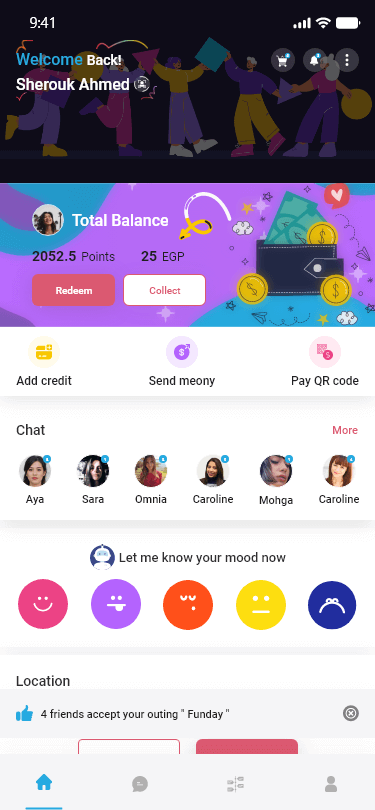 9:41
Welcome Back!
Sherouk Ahmed
Total Balance
2052.5 Points 25 EGP
Redeem Collect
Add credit Send meony Pay QR code
Chat More
Aya Sara Omnia Caroline Mohga Caroline
Let me know your mood now
Location
4 friends accept your outing " Funday "